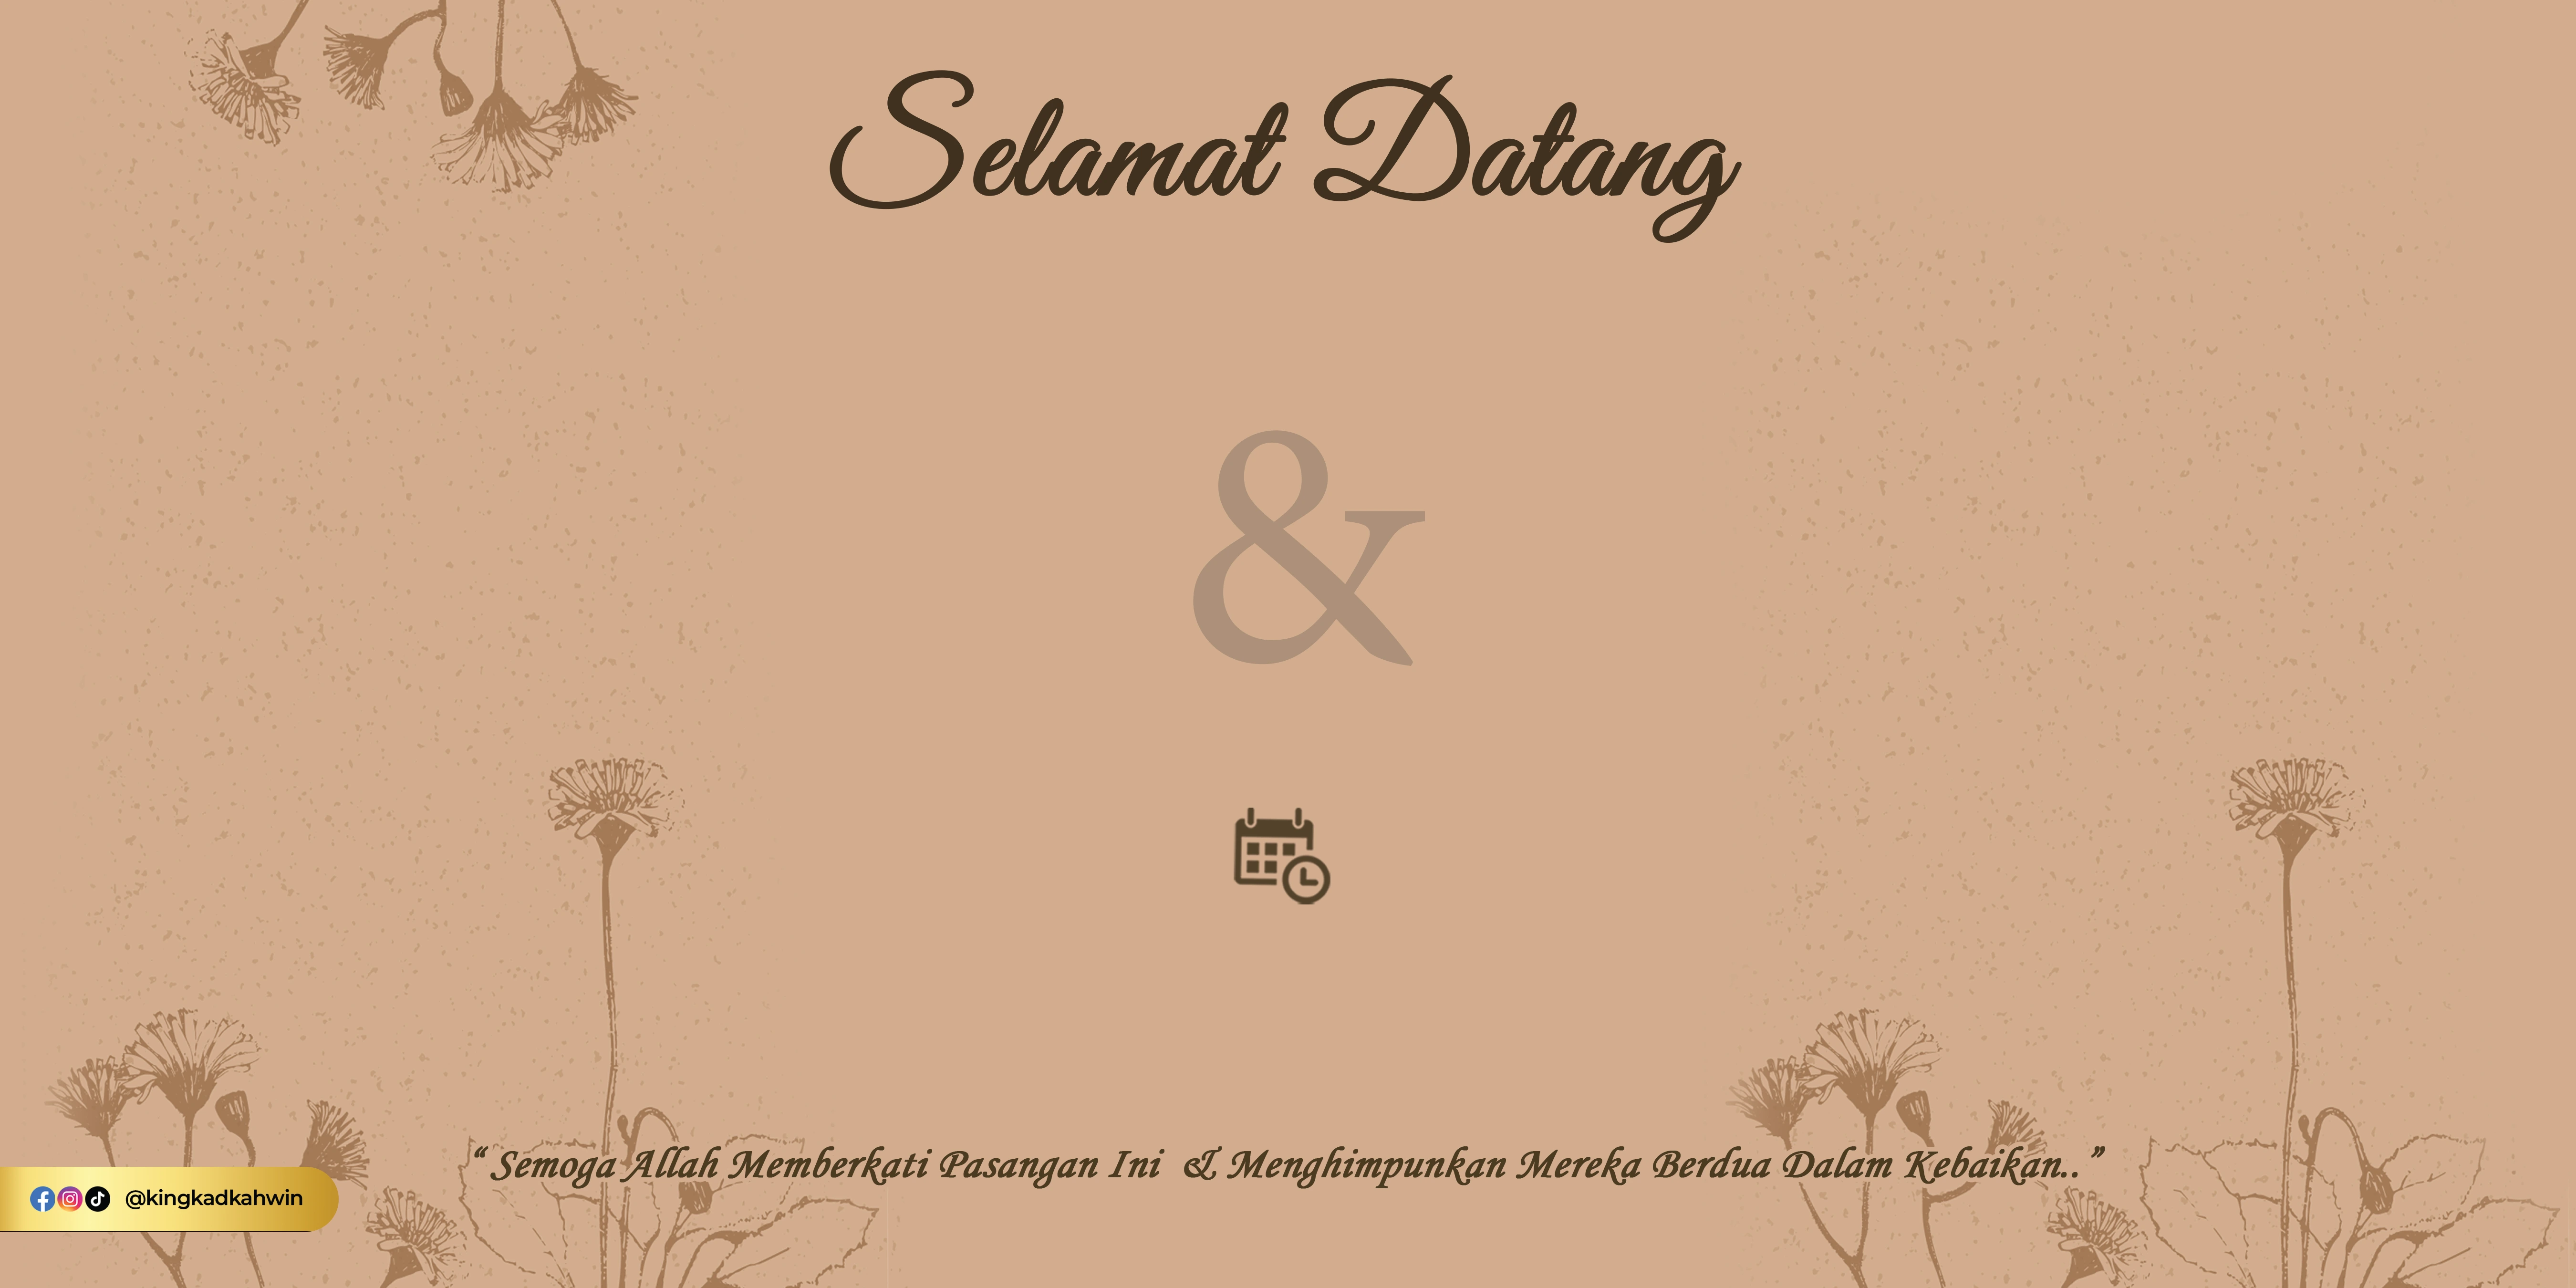 Selamat Datang
&
“ Semoga Allah Memberkati Pasangan Ini & Menghimpunkan Mereka Berdua Dalam Kebaikan.. ”
@kingkadkahwin